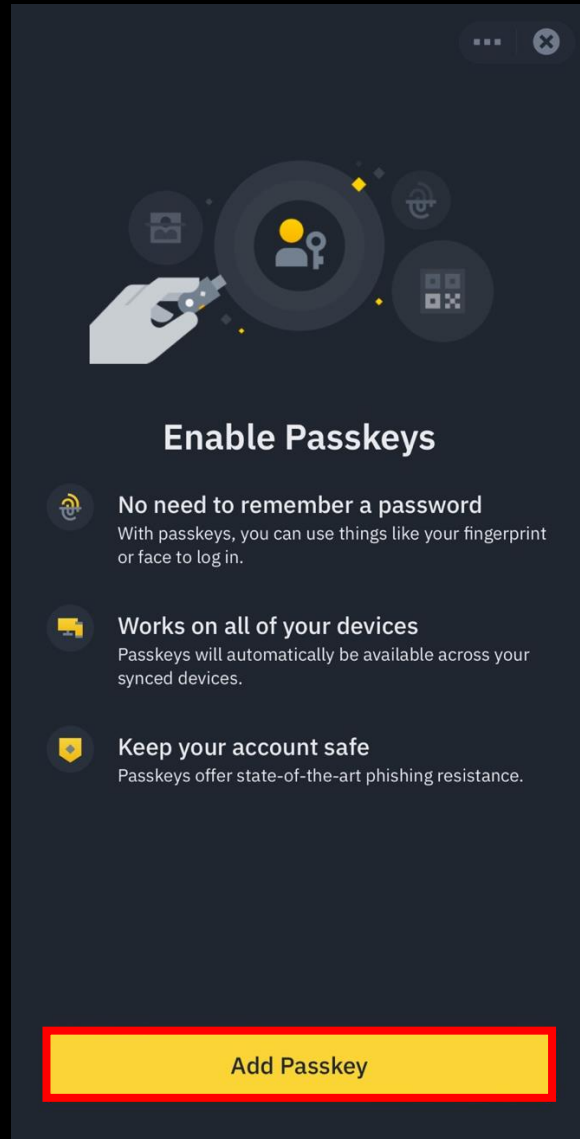 Enable Passkeys
No need to remember a password
With passkeys, you can use things like your fingerprint
or face to log in.
Works on all of your devices
Passkeys will automatically be available across your
synced devices.
Keep your account safe
Passkeys offer state-of-the-art phishing resistance.
Add Passkey